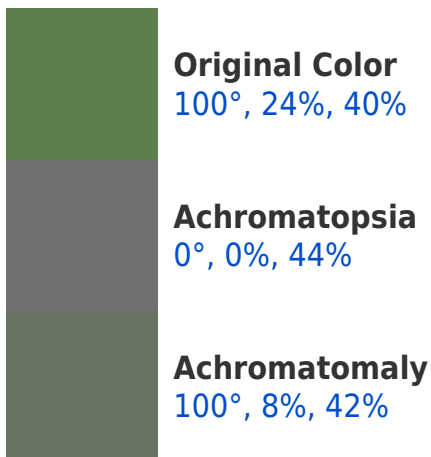 Original Color
100°, 24%, 40%
Achromatopsia
0°, 0%, 44%
Achromatomaly
100°, 8%, 42%